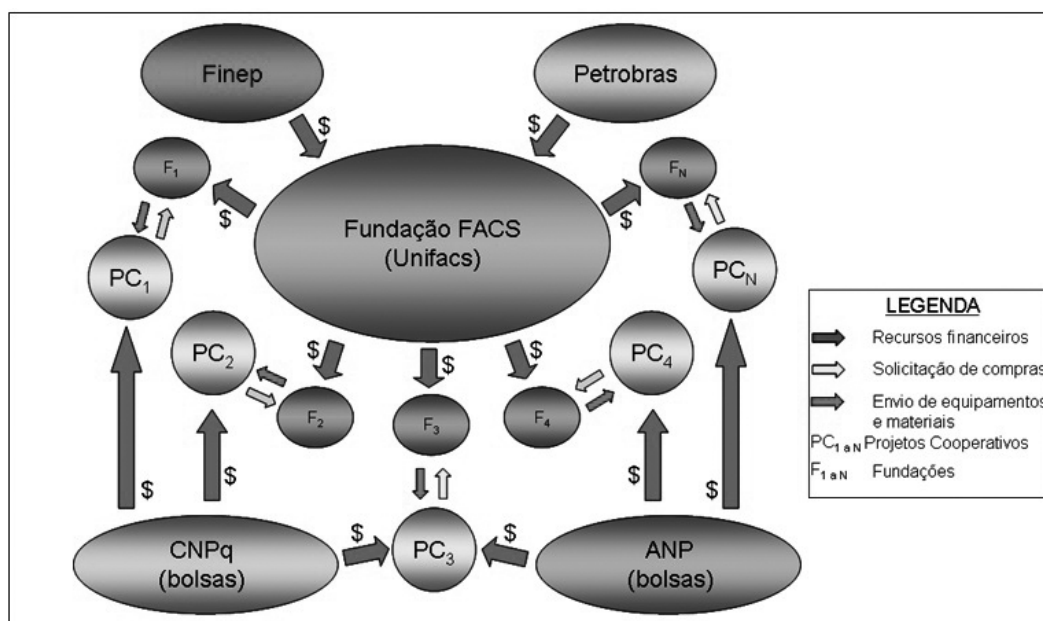 Finep
Petrobras
$
$
F1
FN
$
$
Fundação FACS
(Unifacs)
PC1
PCN
PC2
PC4
$
$
$
F2
F3
F4
$
$
$
$
CNPq
(bolsas)
$
PC3
$
ANP
(bolsas)
LEGENDA
Recursos financeiros
Solicitação de compras
Envio de equipamentos
e materiais
PC1 a N Projetos Cooperativos
F1 a N Fundações